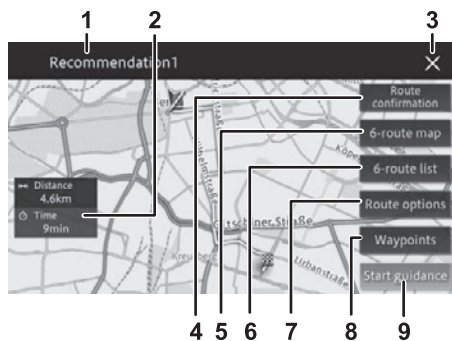 1 2 3
Recommendation1
Route
confirmation
6-route map
6-route list
Route options
Waypoints
Start guidance
Distance
4.6km
Time
9min
Kreuzberg
4 5 6 7 8 9